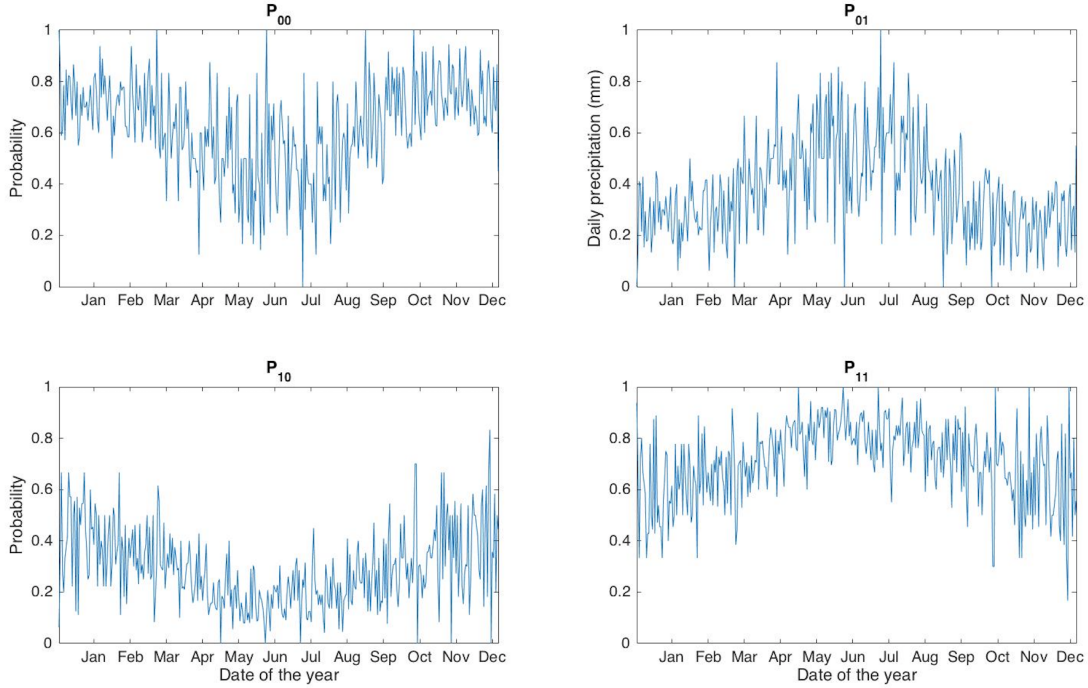 P00
Probability
1
0.8
0.6
0.4
0.2
0
Jan Feb Mar Apr May Jun Jul Aug Sep Oct Nov Dec
P01
Daily precipitation (mm)
1
0.8
0.6
0.4
0.2
0
Jan Feb Mar Apr May Jun Jul Aug Sep Oct Nov Dec
P10
Probability
1
0.8
0.6
0.4
0.2
0
Jan Feb Mar Apr May Jun Jul Aug Sep Oct Nov Dec
Date of the year
P11
1
0.8
0.6
0.4
0.2
0
Jan Feb Mar Apr May Jun Jul Aug Sep Oct Nov Dec
Date of the year